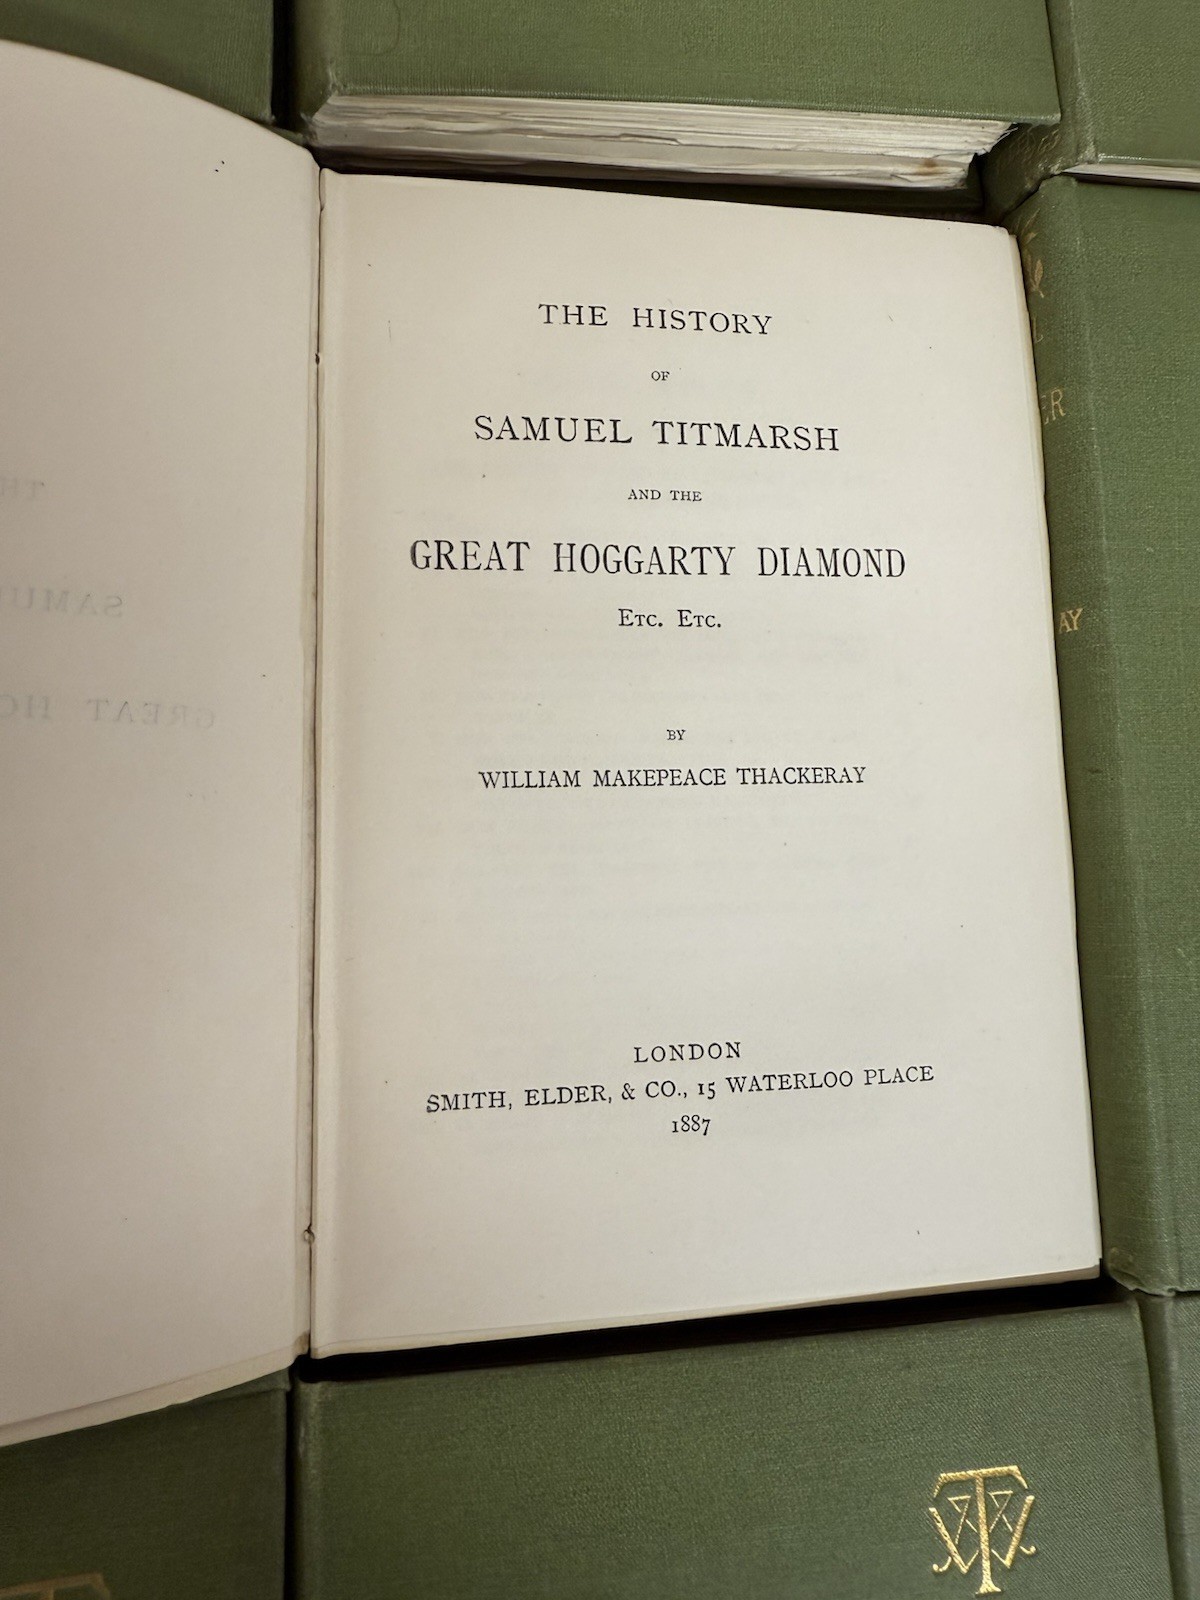 THE HISTORY
OF
SAMUEL TITMARSH
AND THE
GREAT HOGGARTY DIAMOND
ETC. ETC.
BY
WILLIAM MAKEPEACE THACKERAY
LONDON
SMITH, ELDER, & CO., 15 WATERLOO PLACE
1887